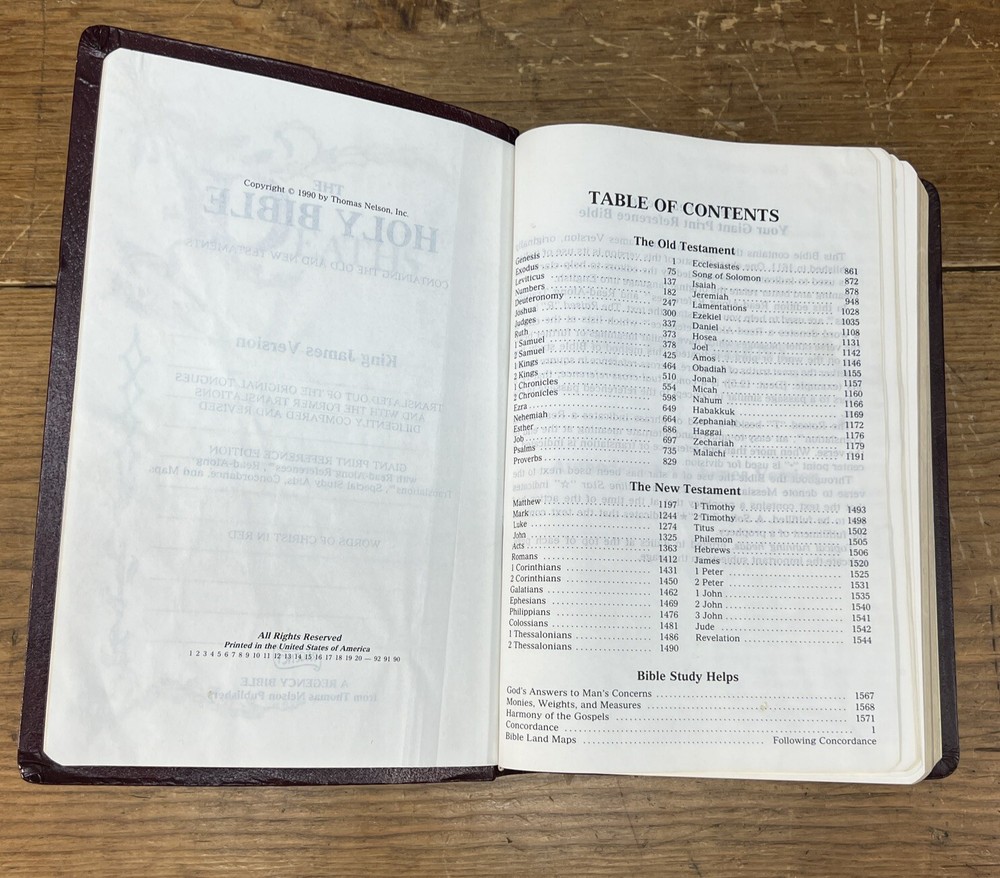 Copyright © 1990 by Thomas Nelson, Inc.
All Rights Reserved
Printed in the United States of America
1 2 3 4 5 6 7 8 9 10 11 12 13 14 15 16 17 18 19 20 — 92 91 90
TABLE OF CONTENTS
The Old Testament
Genesis 1
Exodus 75
Leviticus 137
Numbers 182
Deuteronomy 247
Joshua 300
Judges 337
Ruth 373
1 Samuel 378
2 Samuel 425
1 Kings 464
2 Kings 510
1 Chronicles 554
2 Chronicles 598
Ezra 649
Nehemiah 664
Esther 686
Job 697
Psalms 735
Proverbs 829
Ecclesiastes 861
Song of Solomon 872
Isaiah 878
Jeremiah 948
Lamentations 1028
Ezekiel 1035
Daniel 1108
Hosea 1131
Joel 1142
Amos 1146
Obadiah 1155
Jonah 1157
Micah 1160
Nahum 1166
Habakkuk 1169
Zephaniah 1172
Haggai 1176
Zechariah 1179
Malachi 1191
The New Testament
Matthew 1197
Mark 1244
Luke 1274
John 1325
Acts 1363
Romans 1412
1 Corinthians 1431
2 Corinthians 1450
Galatians 1462
Ephesians 1469
Philippians 1476
Colossians 1481
1 Thessalonians 1486
2 Thessalonians 1490
1 Timothy 1493
2 Timothy 1498
Titus 1502
Philemon 1505
Hebrews 1506
James 1520
1 Peter 1525
2 Peter 1531
1 John 1535
2 John 1540
3 John 1541
Jude 1542
Revelation 1544
Bible Study Helps
God's Answers to Man's Concerns 1567
Monies, Weights, and Measures 1568
Harmony of the Gospels 1571
Concordance 1
Bible Land Maps Following Concordance